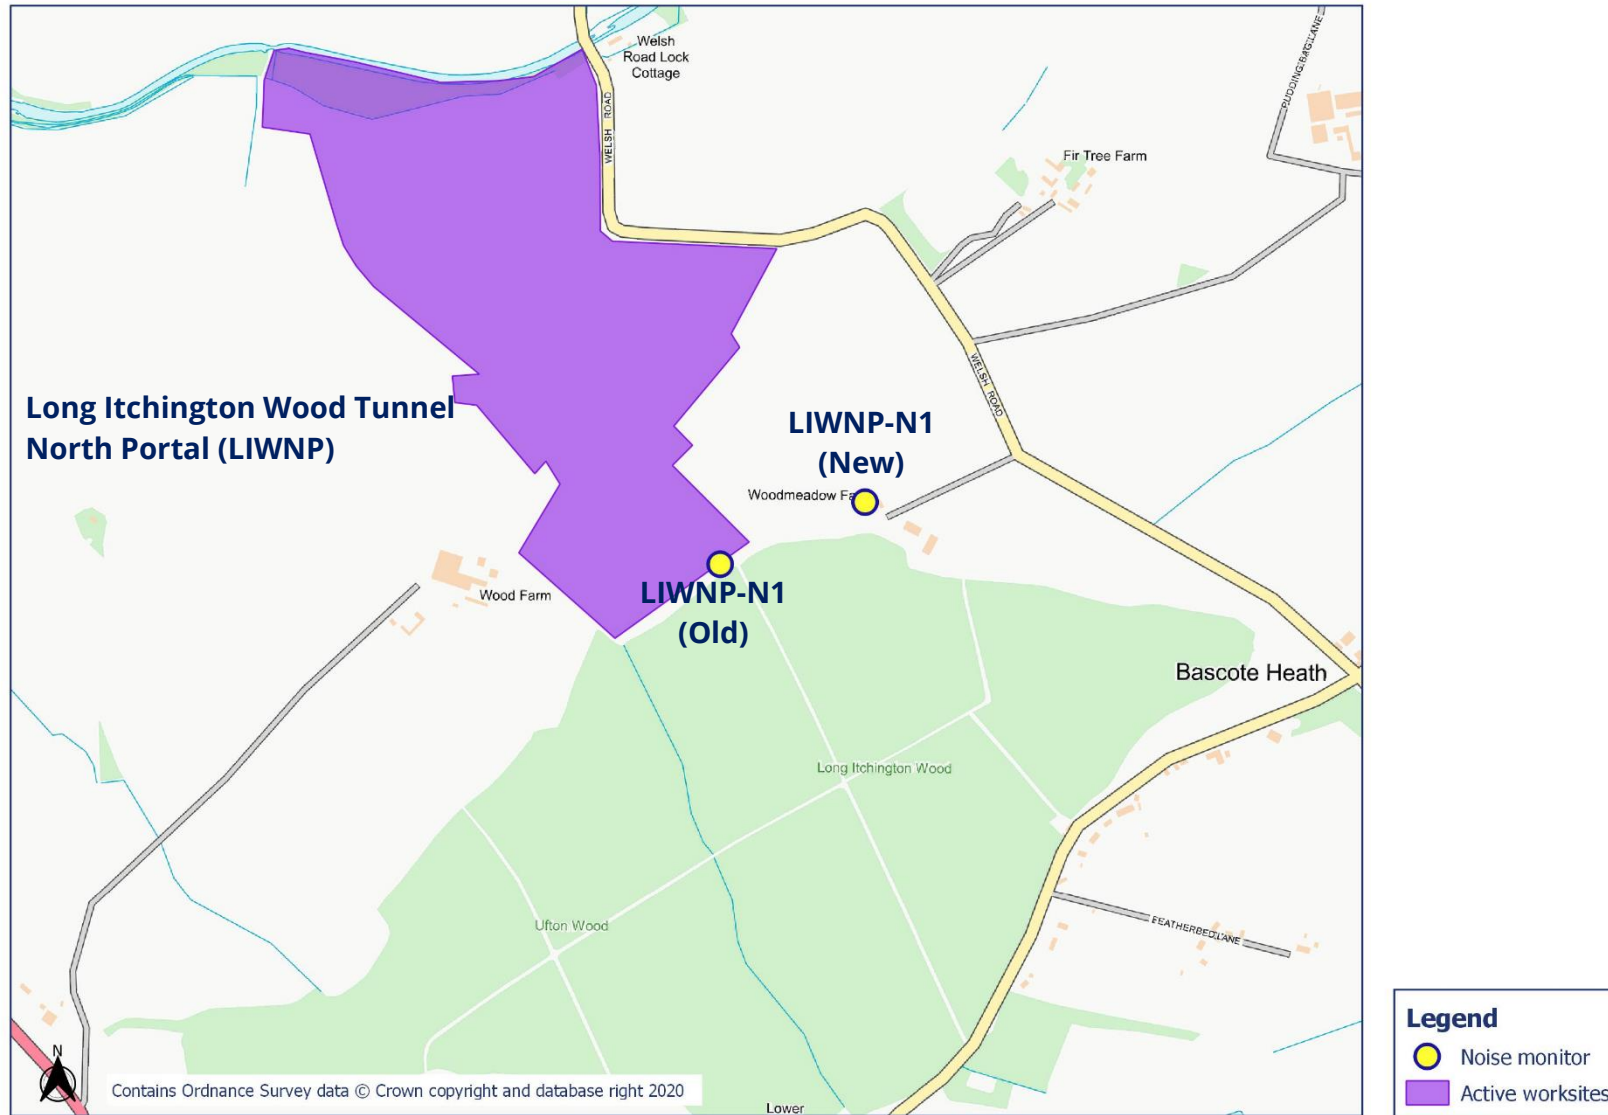 Welsh
Road Lock
Cottage
PUDDING BAG LANE
WELSH ROAD
Fir Tree Farm
WELSH ROAD
Long Itchington Wood Tunnel
North Portal (LIWNP)
LIWNP-N1
(New)
Woodmeadow Fa
Wood Farm
LIWNP-N1
(Old)
Bascote Heath
Long Itchington Wood
Ufton Wood
FEATHERBED LANE
N
Contains Ordnance Survey data © Crown copyright and database right 2020
Lower
Legend
Noise monitor
Active worksites